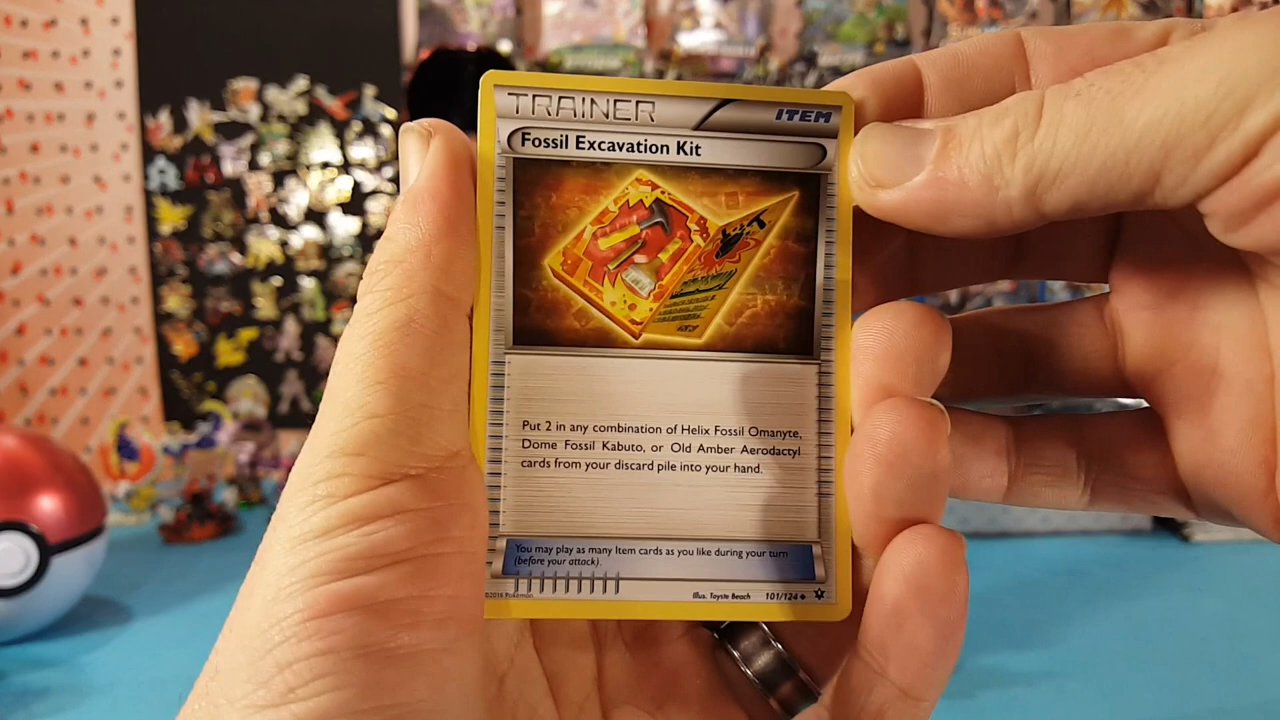 TRAINER
ITEM
Fossil Excavation Kit
Put 2 in any combination of Helix Fossil Omanyte,
Dome Fossil Kabuto, or Old Amber Aerodactyl
cards from your discard pile into your hand.
You may play as many Item cards as you like during your turn
(before your attack).
©2016 Pokémon
Illus. Toyste Beach
101/124